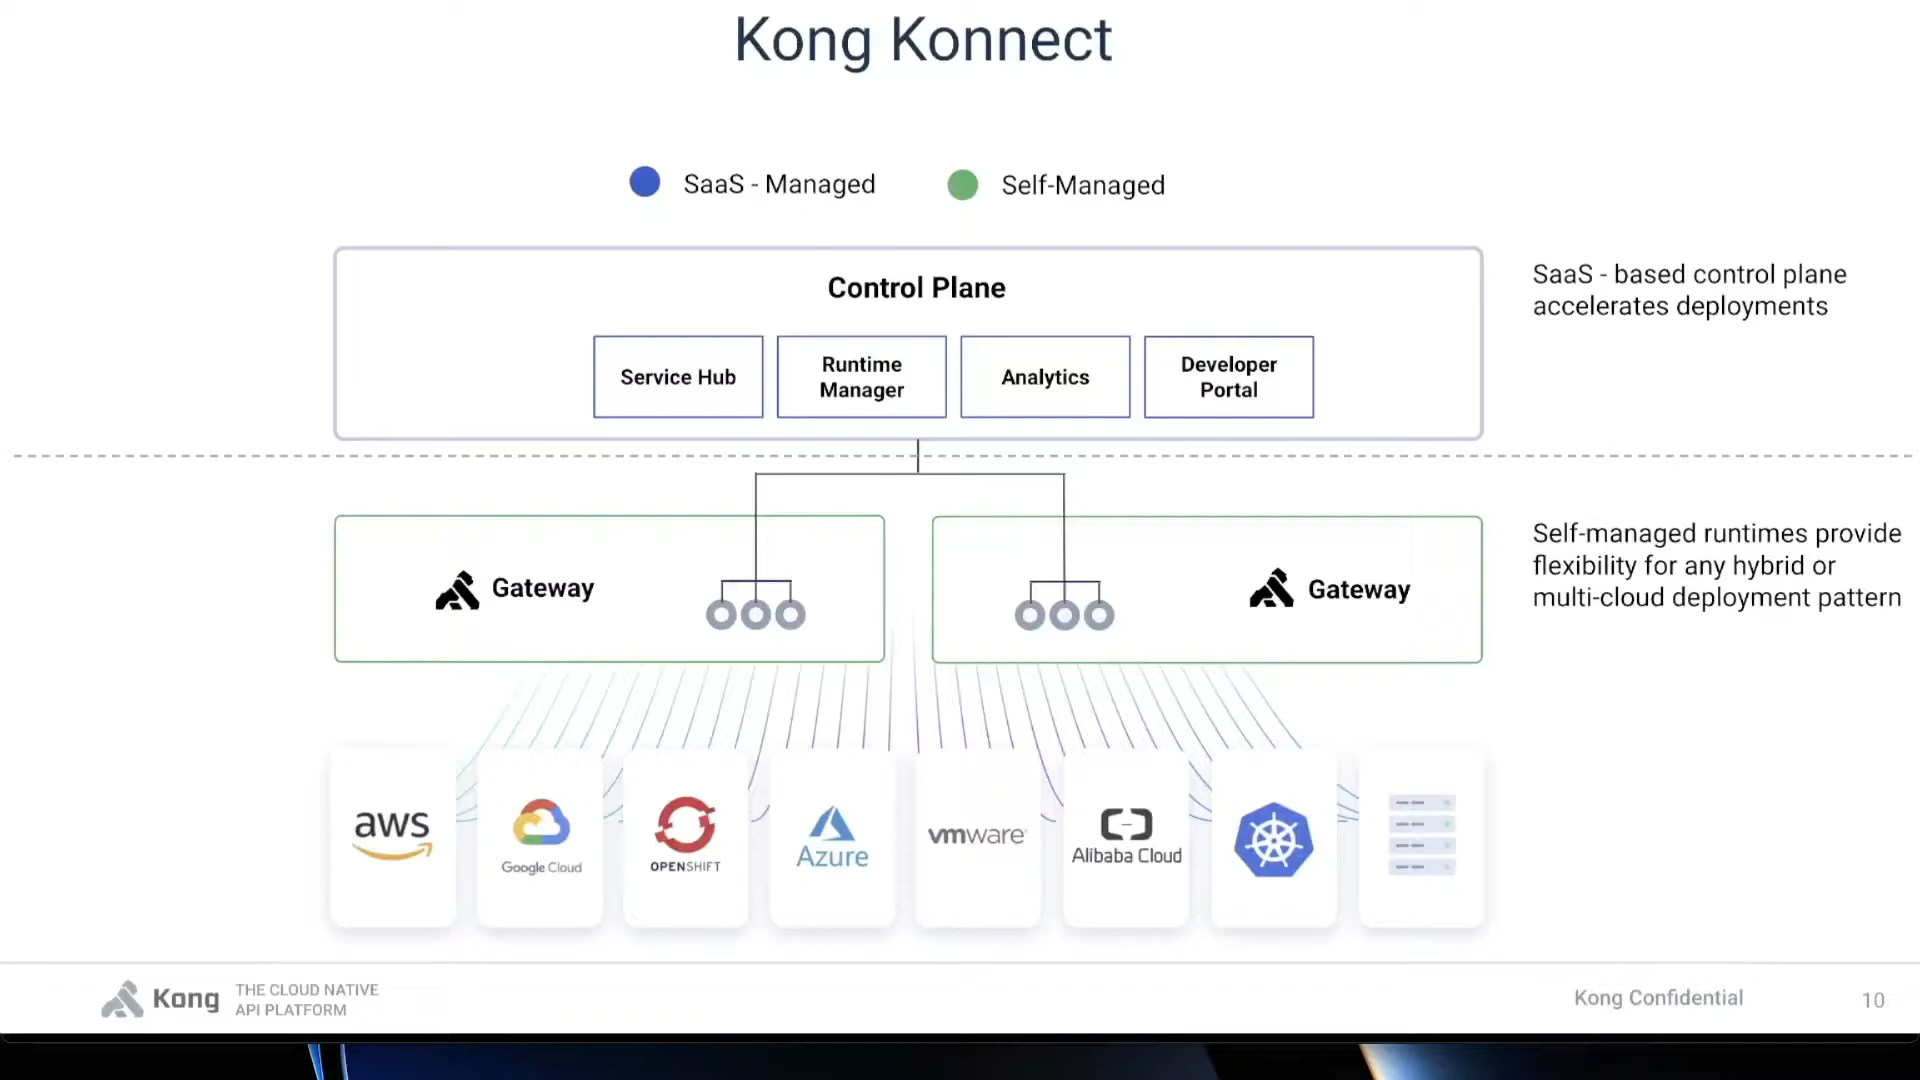 Kong Konnect
SaaS - Managed
Self-Managed
Control Plane
Service Hub
Runtime
Manager
Analytics
Developer
Portal
SaaS - based control plane
accelerates deployments
Gateway
Gateway
Self-managed runtimes provide
flexibility for any hybrid or
multi-cloud deployment pattern
aws
Google Cloud
OPENSHIFT
Azure
vmware
Alibaba Cloud
Kong
THE CLOUD NATIVE
API PLATFORM
Kong Confidential
10